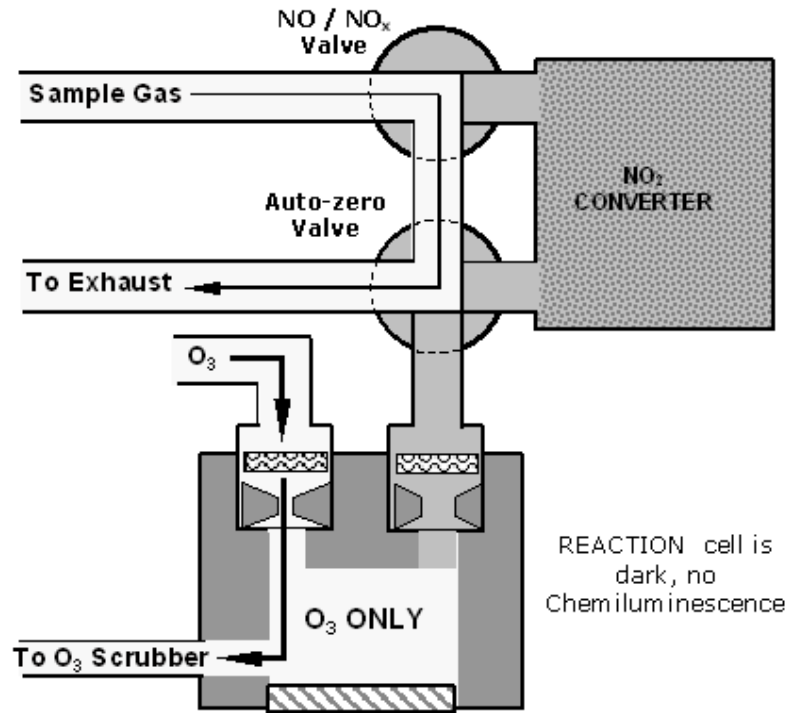 NO / NOₓ
Valve
Sample Gas
NO₂
CONVERTER
Auto-zero
Valve
To Exhaust
O₃
REACTION cell is
dark, no
Chemiluminescence
O₃ ONLY
To O₃ Scrubber